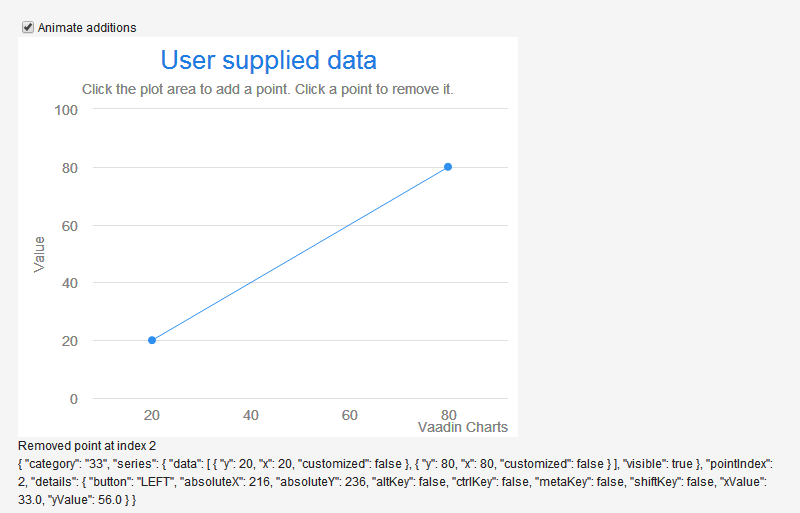 Animate additions
User supplied data
Click the plot area to add a point. Click a point to remove it.
100
80
60
40
20
0
Value
20 40 60 80
Vaadin Charts
Removed point at index 2
{ "category": "33", "series": { "data": [ { "y": 20, "x": 20, "customized": false }, { "y": 80, "x": 80, "customized": false } ], "visible": true }, "pointIndex":
2, "details": { "button": "LEFT", "absoluteX": 216, "absoluteY": 236, "altKey": false, "ctrlKey": false, "metaKey": false, "shiftKey": false, "xValue":
33.0, "yValue": 56.0 } }